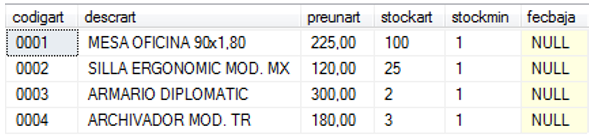 codigart descrart preunart stockart stockmin fecbaja
0001 MESA OFICINA 90x1,80 225,00 100 1 NULL
0002 SILLA ERGONOMIC MOD. MX 120,00 25 1 NULL
0003 ARMARIO DIPLOMATIC 300,00 2 1 NULL
0004 ARCHIVADOR MOD. TR 180,00 3 1 NULL